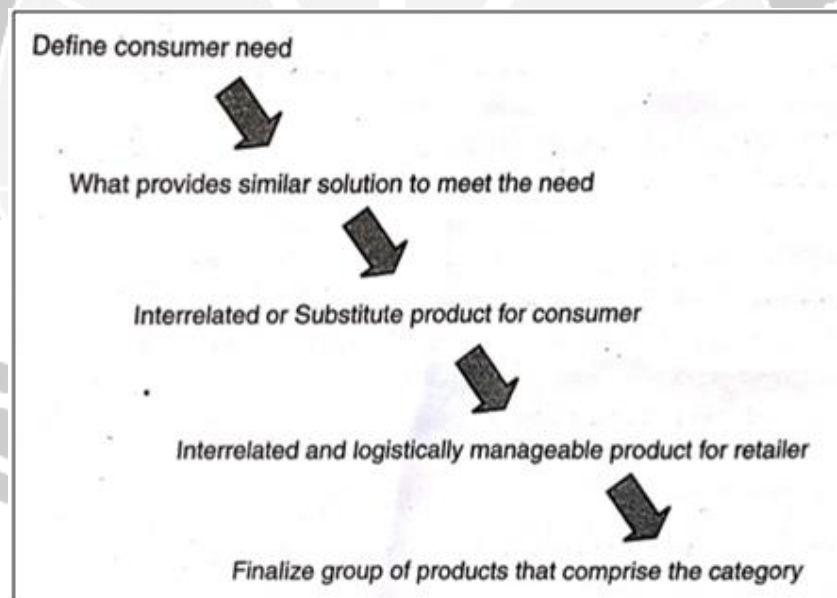 Define consumer need
What provides similar solution to meet the need
Interrelated or Substitute product for consumer
Interrelated and logistically manageable product for retailer
Finalize group of products that comprise the category